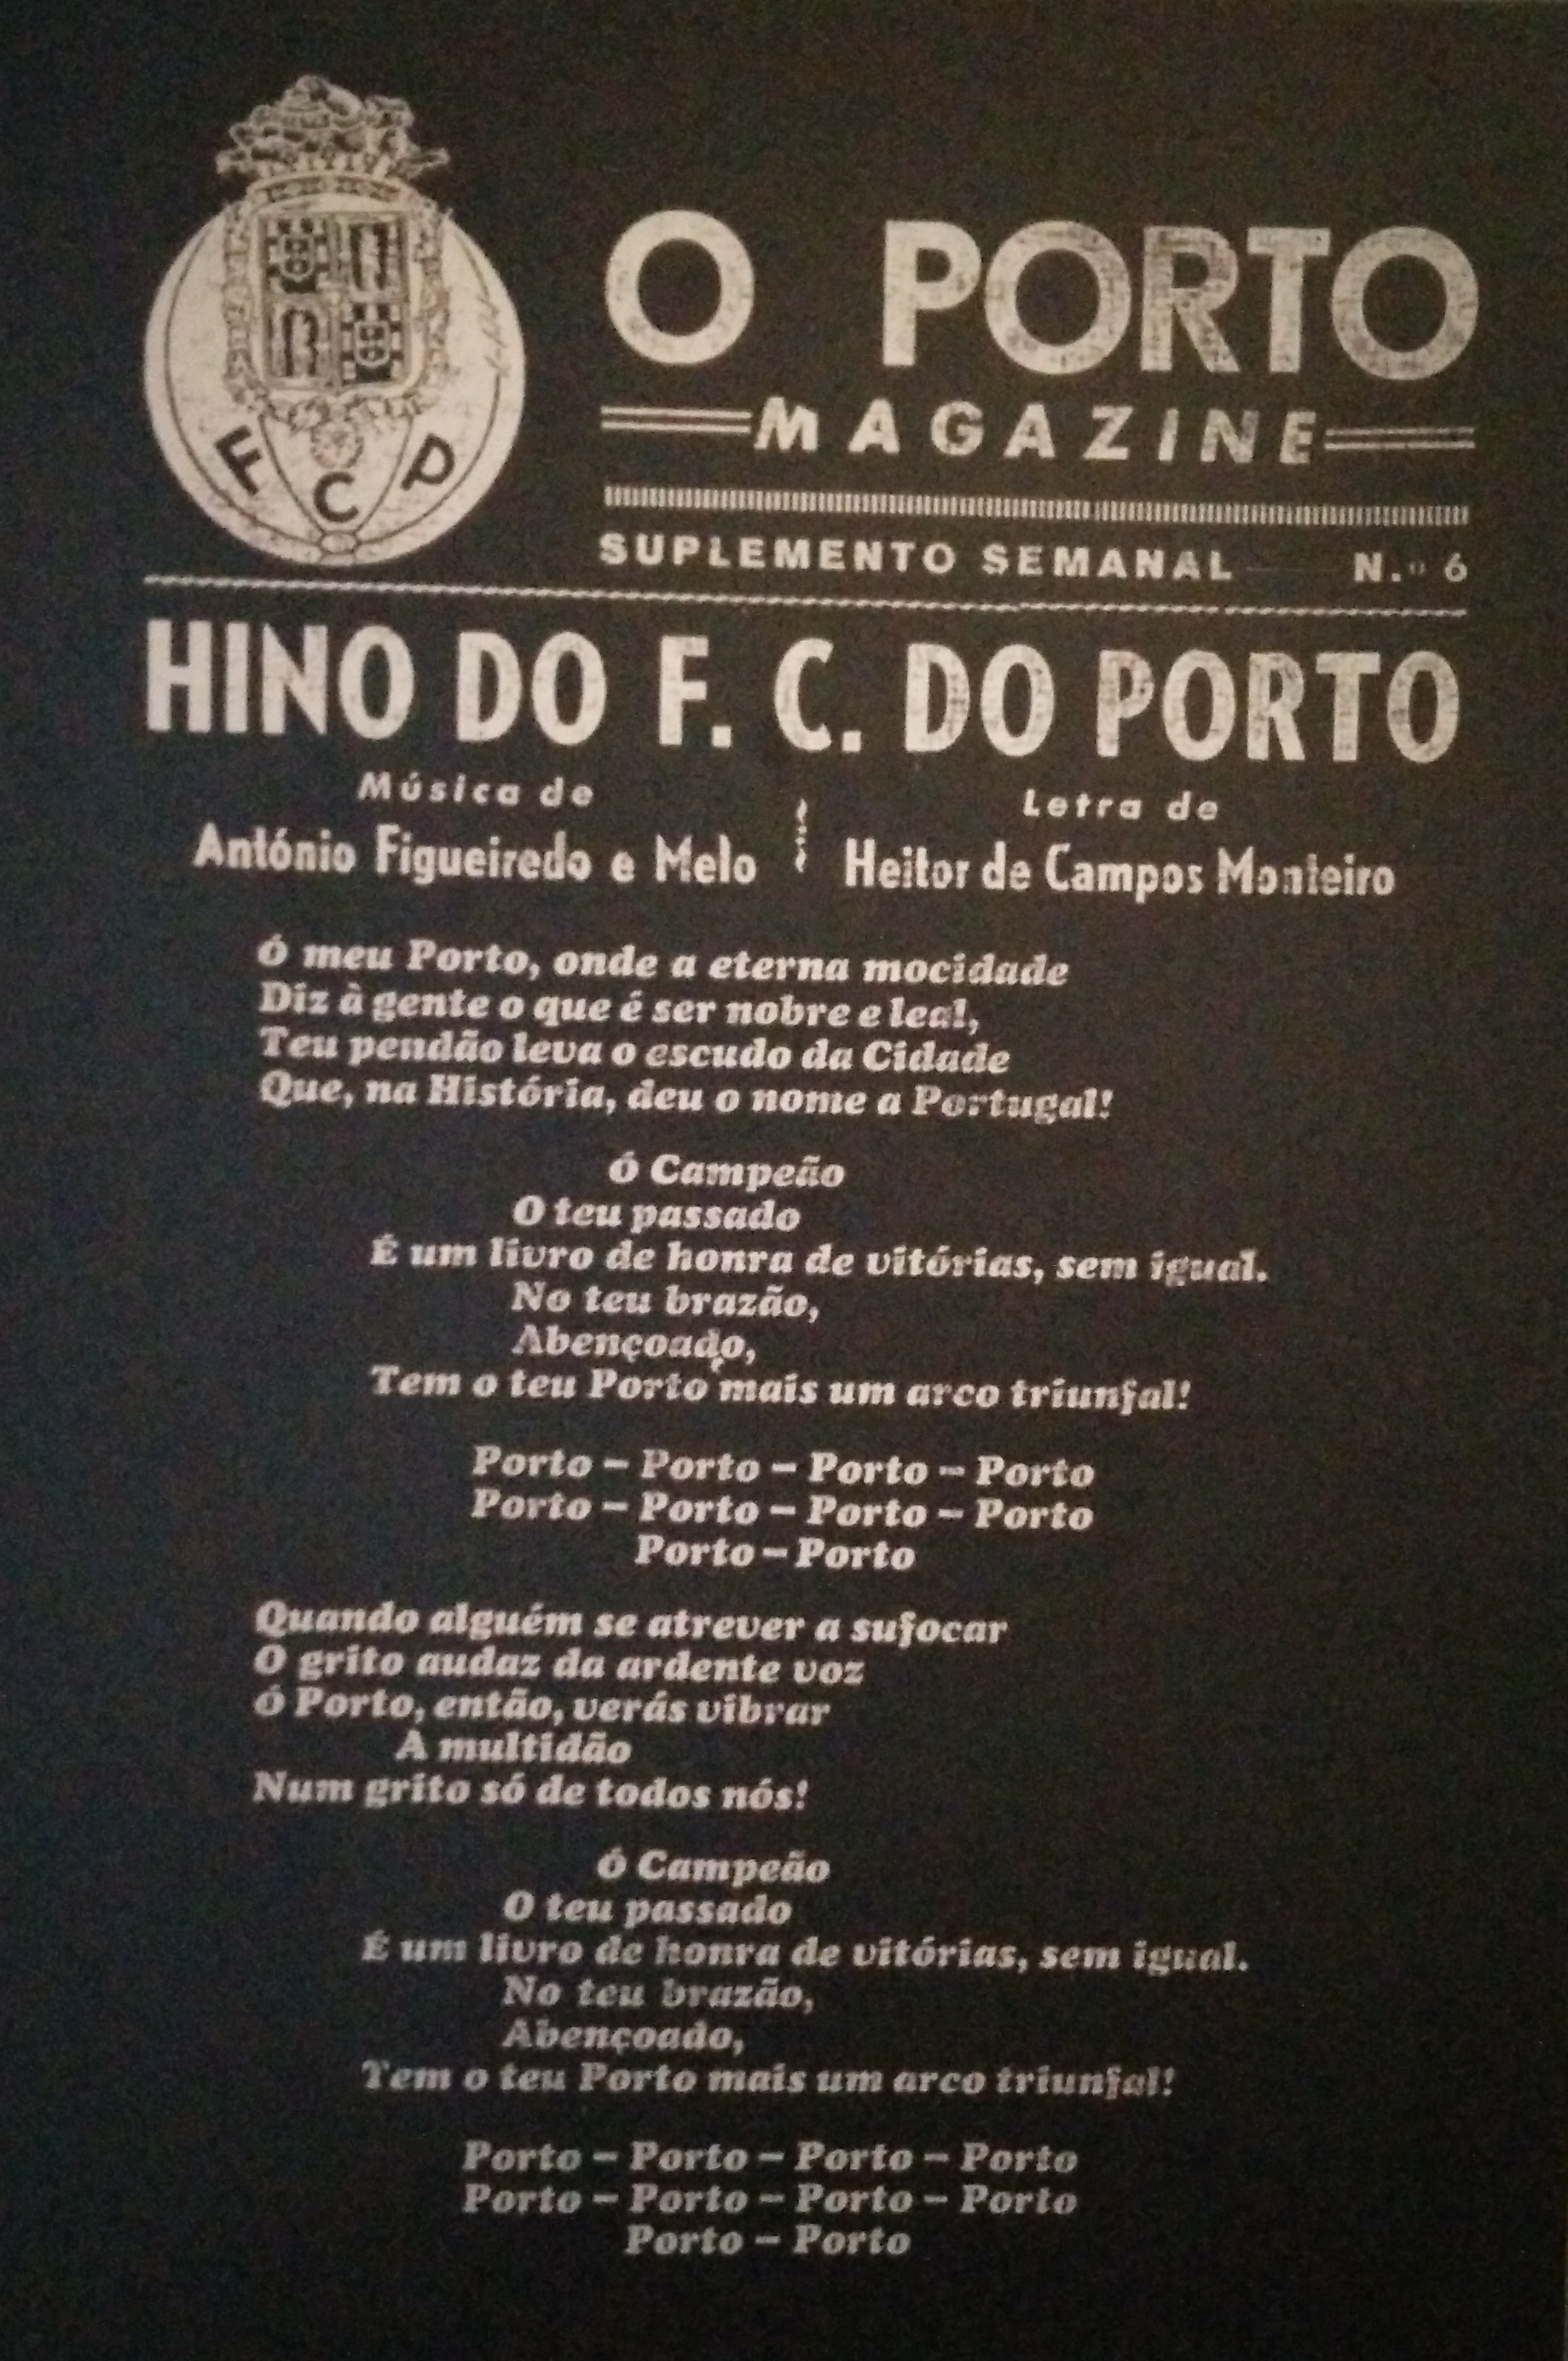 F C P
O PORTO
MAGAZINE
SUPLEMENTO SEMANAL N.º 6
HINO DO F. C. DO PORTO
Música de
António Figueiredo e Melo
Letra de
Heitor de Campos Monteiro
Ó meu Porto, onde a eterna mocidade
Diz à gente o que é ser nobre e leal,
Teu pendão leva o escudo da Cidade
Que, na História, deu o nome a Portugal!
Ó Campeão
O teu passado
É um livro de honra de vitórias, sem igual.
No teu brazão,
Abençoado,
Tem o teu Porto mais um arco triunfal!
Porto – Porto – Porto – Porto
Porto – Porto – Porto – Porto
Porto – Porto
Quando alguém se atrever a sufocar
O grito audaz da ardente voz
ó Porto, então, verás vibrar
A multidão
Num grito só de todos nós!
Ó Campeão
O teu passado
É um livro de honra de vitórias, sem igual.
No teu brazão,
Abençoado,
Tem o teu Porto mais um arco triunfal!
Porto – Porto – Porto – Porto
Porto – Porto – Porto – Porto
Porto – Porto